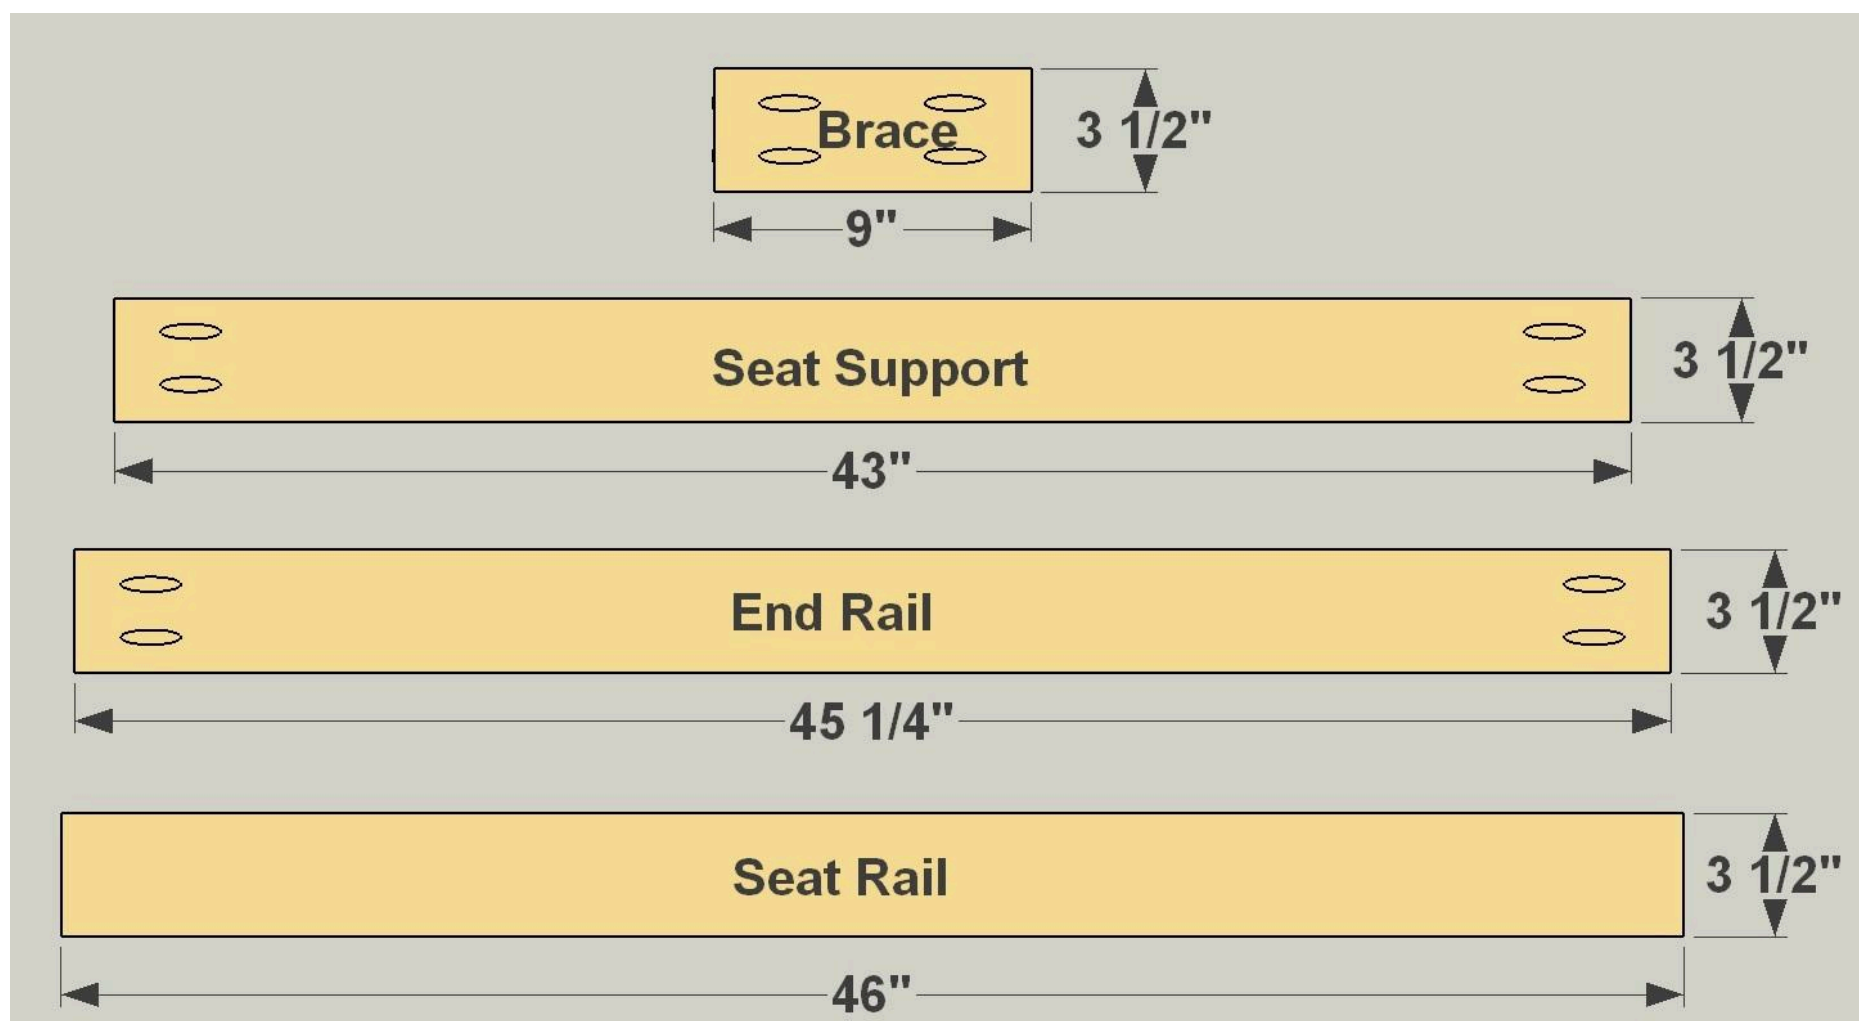 Brace
3 1/2"
9"
Seat Support
3 1/2"
43"
End Rail
3 1/2"
45 1/4"
Seat Rail
3 1/2"
46"